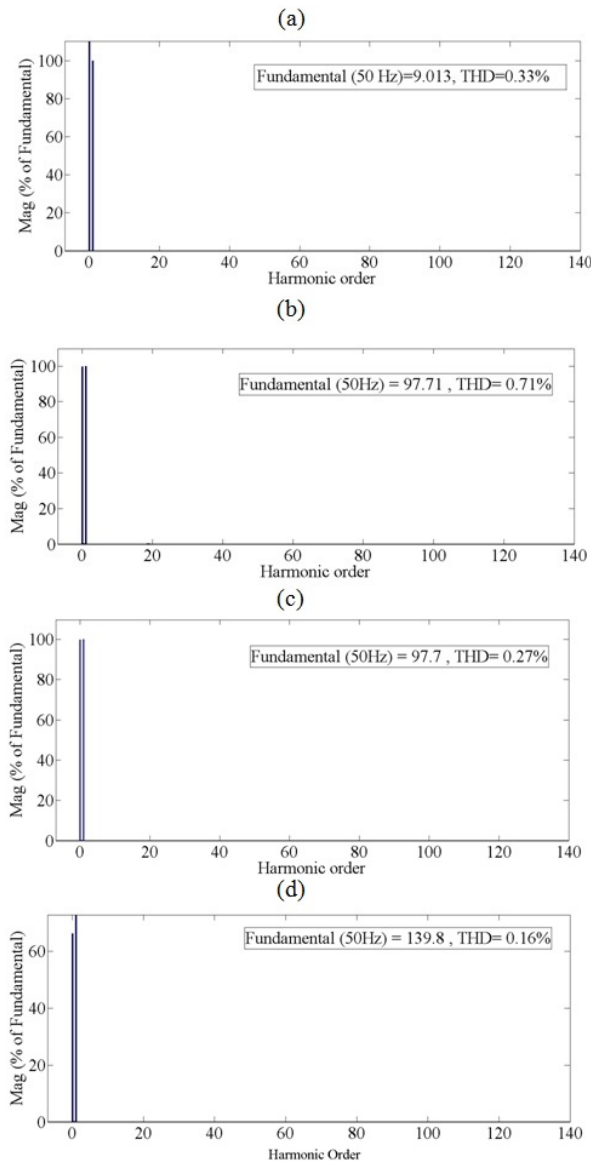 (a)
Fundamental (50 Hz)=9.013, THD=0.33%
Mag (% of Fundamental)
100
80
60
40
20
0
0 20 40 60 80 100 120 140
Harmonic order
(b)
Fundamental (50Hz) = 97.71 , THD= 0.71%
Mag (% of Fundamental)
100
80
60
40
20
0
0 20 40 60 80 100 120 140
Harmonic order
(c)
Fundamental (50Hz) = 97.7 , THD= 0.27%
Mag (% of Fundamental)
100
80
60
40
20
0
0 20 40 60 80 100 120 140
Harmonic order
(d)
Fundamental (50Hz) = 139.8 , THD= 0.16%
Mag (% of Fundamental)
60
40
20
0
0 20 40 60 80 100 120 140
Harmonic Order